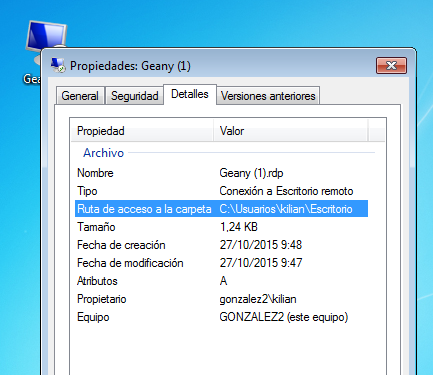 Propiedades: Geany (1)
General Seguridad Detalles Versiones anteriores
Propiedad Valor
Archivo
Nombre Geany (1).rdp
Tipo Conexión a Escritorio remoto
Ruta de acceso a la carpeta C:\Usuarios\kilian\Escritorio
Tamaño 1,24 KB
Fecha de creación 27/10/2015 9:48
Fecha de modificación 27/10/2015 9:47
Atributos A
Propietario gonzalez2\kilian
Equipo GONZALEZ2 (este equipo)